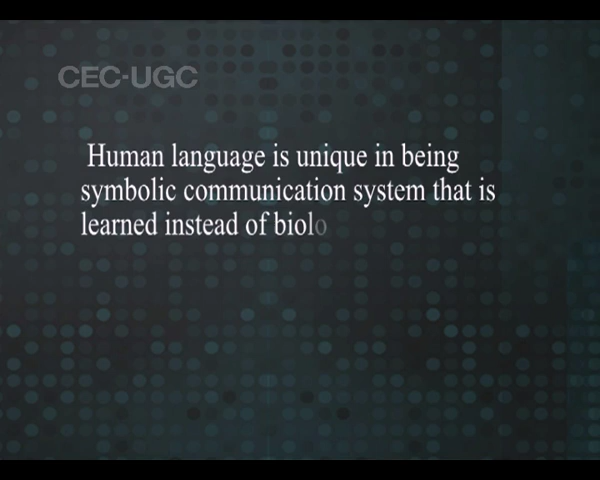 CEC-UGC
Human language is unique in being
symbolic communication system that is
learned instead of biolo